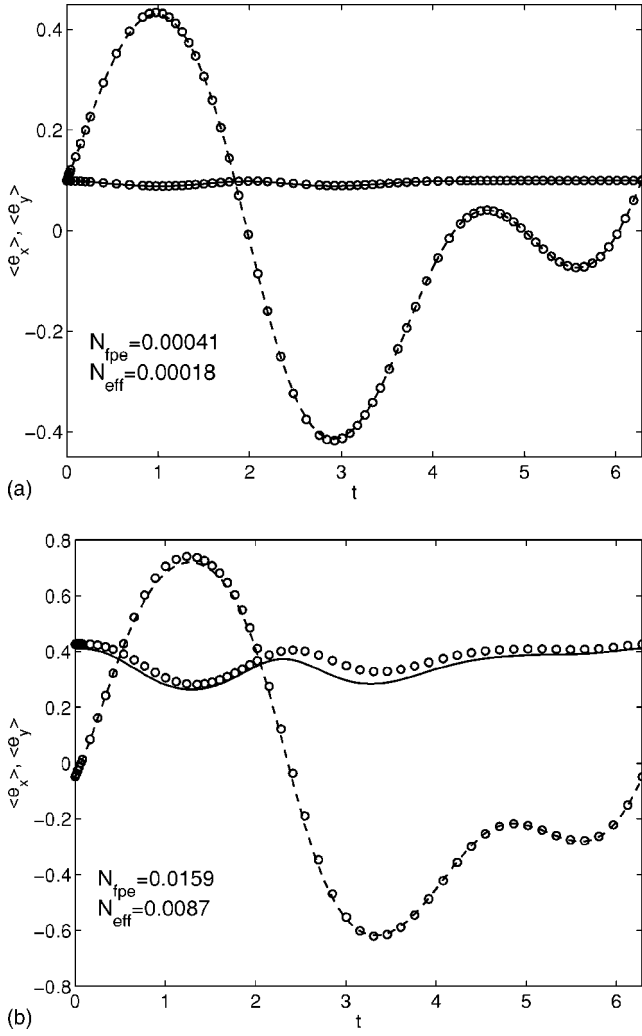 0.4
0.2
0
−0.2
−0.4
<e_x>, <e_y>
N_fpe=0.00041
N_eff=0.00018
0 1 2 3 4 5 6
(a)
t
0.8
0.6
0.4
0.2
0
−0.2
−0.4
−0.6
−0.8
<e_x>, <e_y>
N_fpe=0.0159
N_eff=0.0087
0 1 2 3 4 5 6
(b)
t